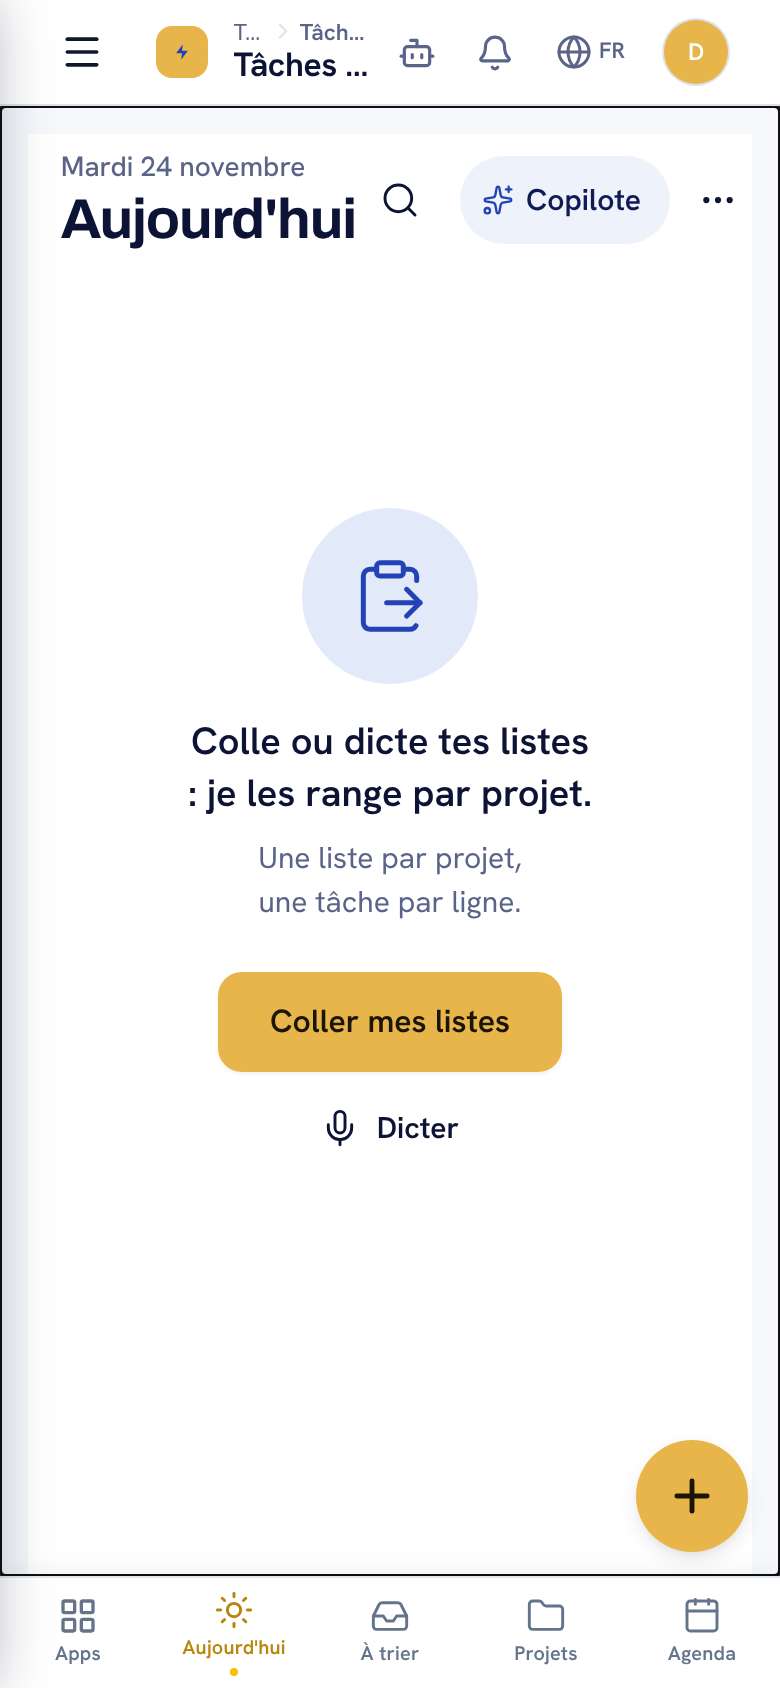 T... > Tâch...
Tâches ...
FR
D
Mardi 24 novembre
Aujourd'hui
Copilote
Colle ou dicte tes listes
: je les range par projet.
Une liste par projet,
une tâche par ligne.
Coller mes listes
Dicter
Apps
Aujourd'hui
À trier
Projets
Agenda